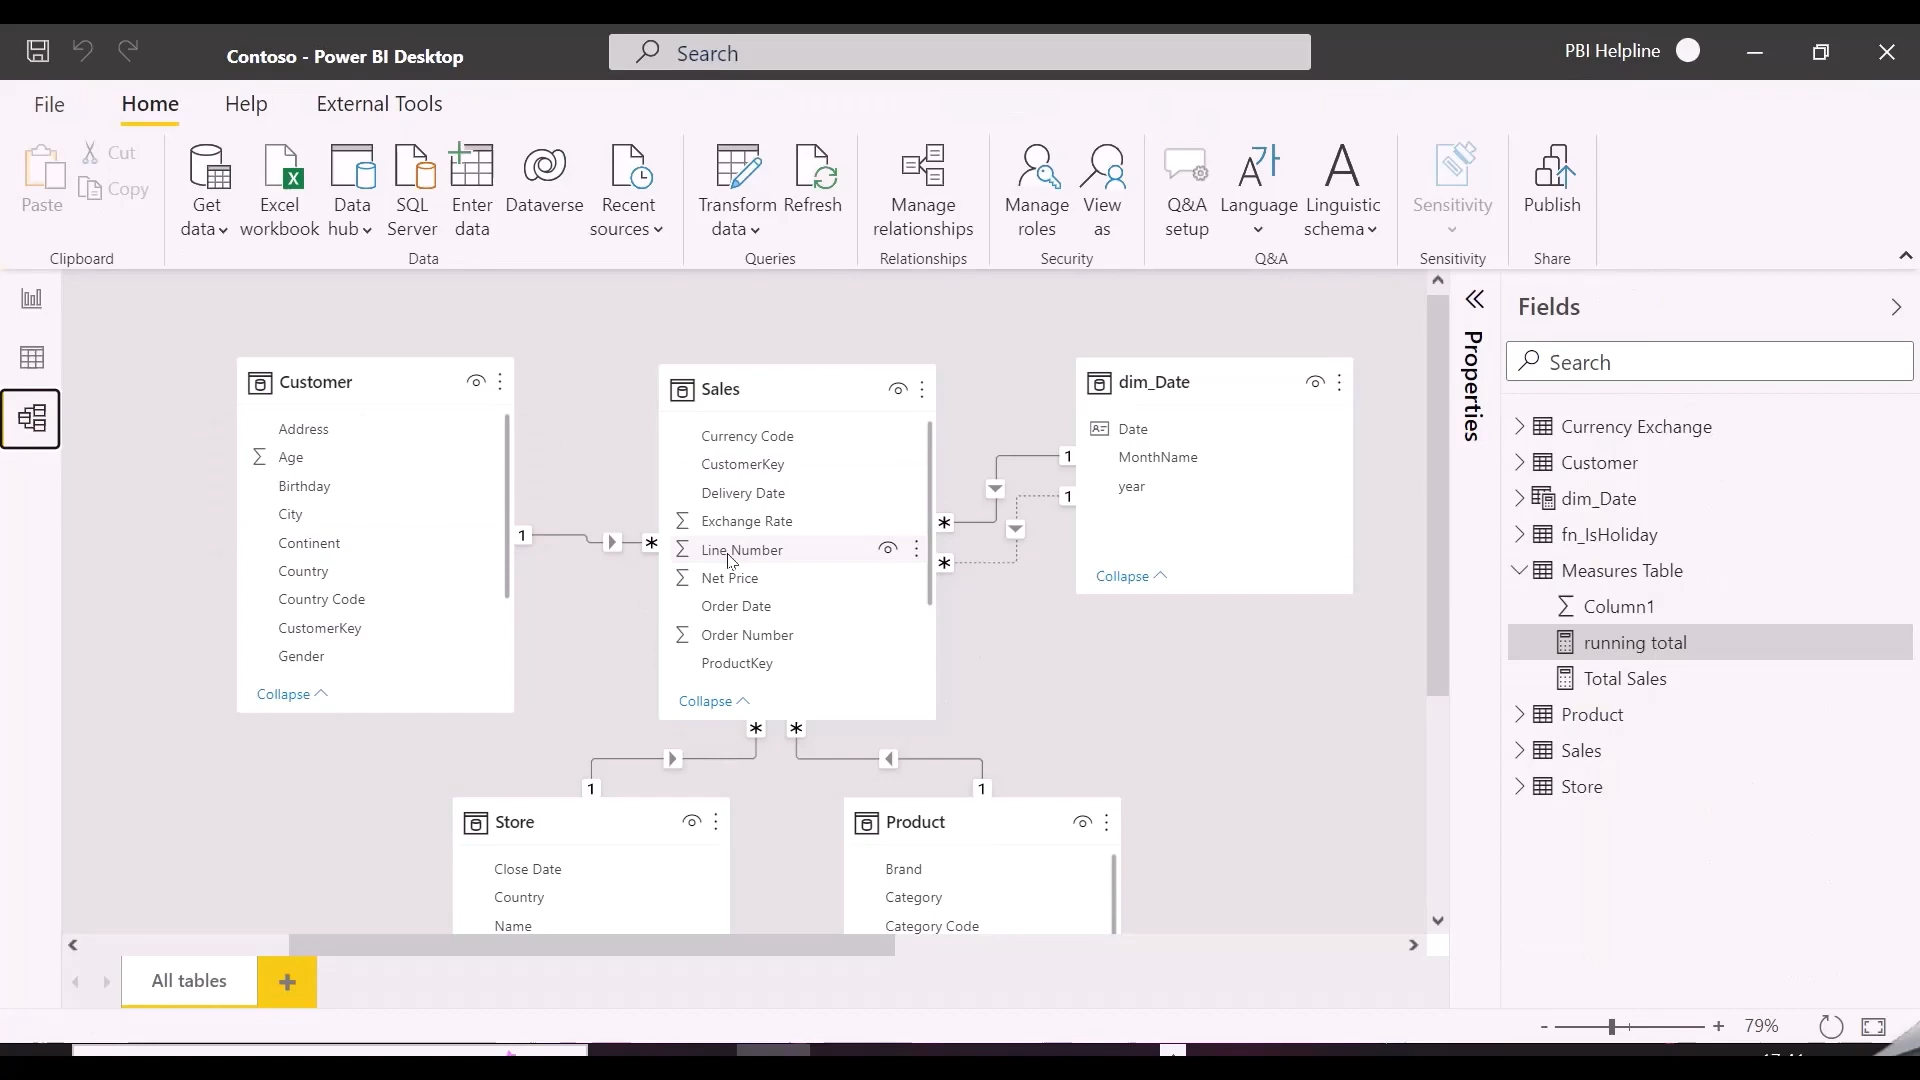 Contoso - Power BI Desktop
Search
PBI Helpline
File
Home
Help
External Tools
Paste
Cut
Copy
Clipboard
Get data
Excel workbook
Data hub
SQL Server
Enter data
Dataverse
Recent sources
Data
Transform data
Refresh
Queries
Manage relationships
Relationships
Manage roles
View as
Security
Q&A setup
Language
Linguistic schema
Q&A
Sensitivity
Sensitivity
Publish
Share
Customer
Address
Age
Birthday
City
Continent
Country
Country Code
CustomerKey
Gender
Collapse
1
*
Sales
Currency Code
CustomerKey
Delivery Date
Exchange Rate
Line Number
Net Price
Order Date
Order Number
ProductKey
Collapse
*
1
*
1
dim_Date
Date
MonthName
year
Collapse
*
*
1
1
Store
Close Date
Country
Name
Product
Brand
Category
Category Code
All tables
Properties
Fields
Search
Currency Exchange
Customer
dim_Date
fn_IsHoliday
Measures Table
Column1
running total
Total Sales
Product
Sales
Store
- + 79%